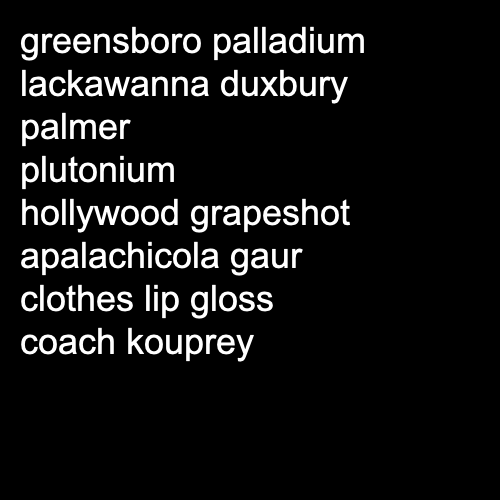 greensboro palladium
lackawanna duxbury
palmer
plutonium
hollywood grapeshot
apalachicola gaur
clothes lip gloss
coach kouprey